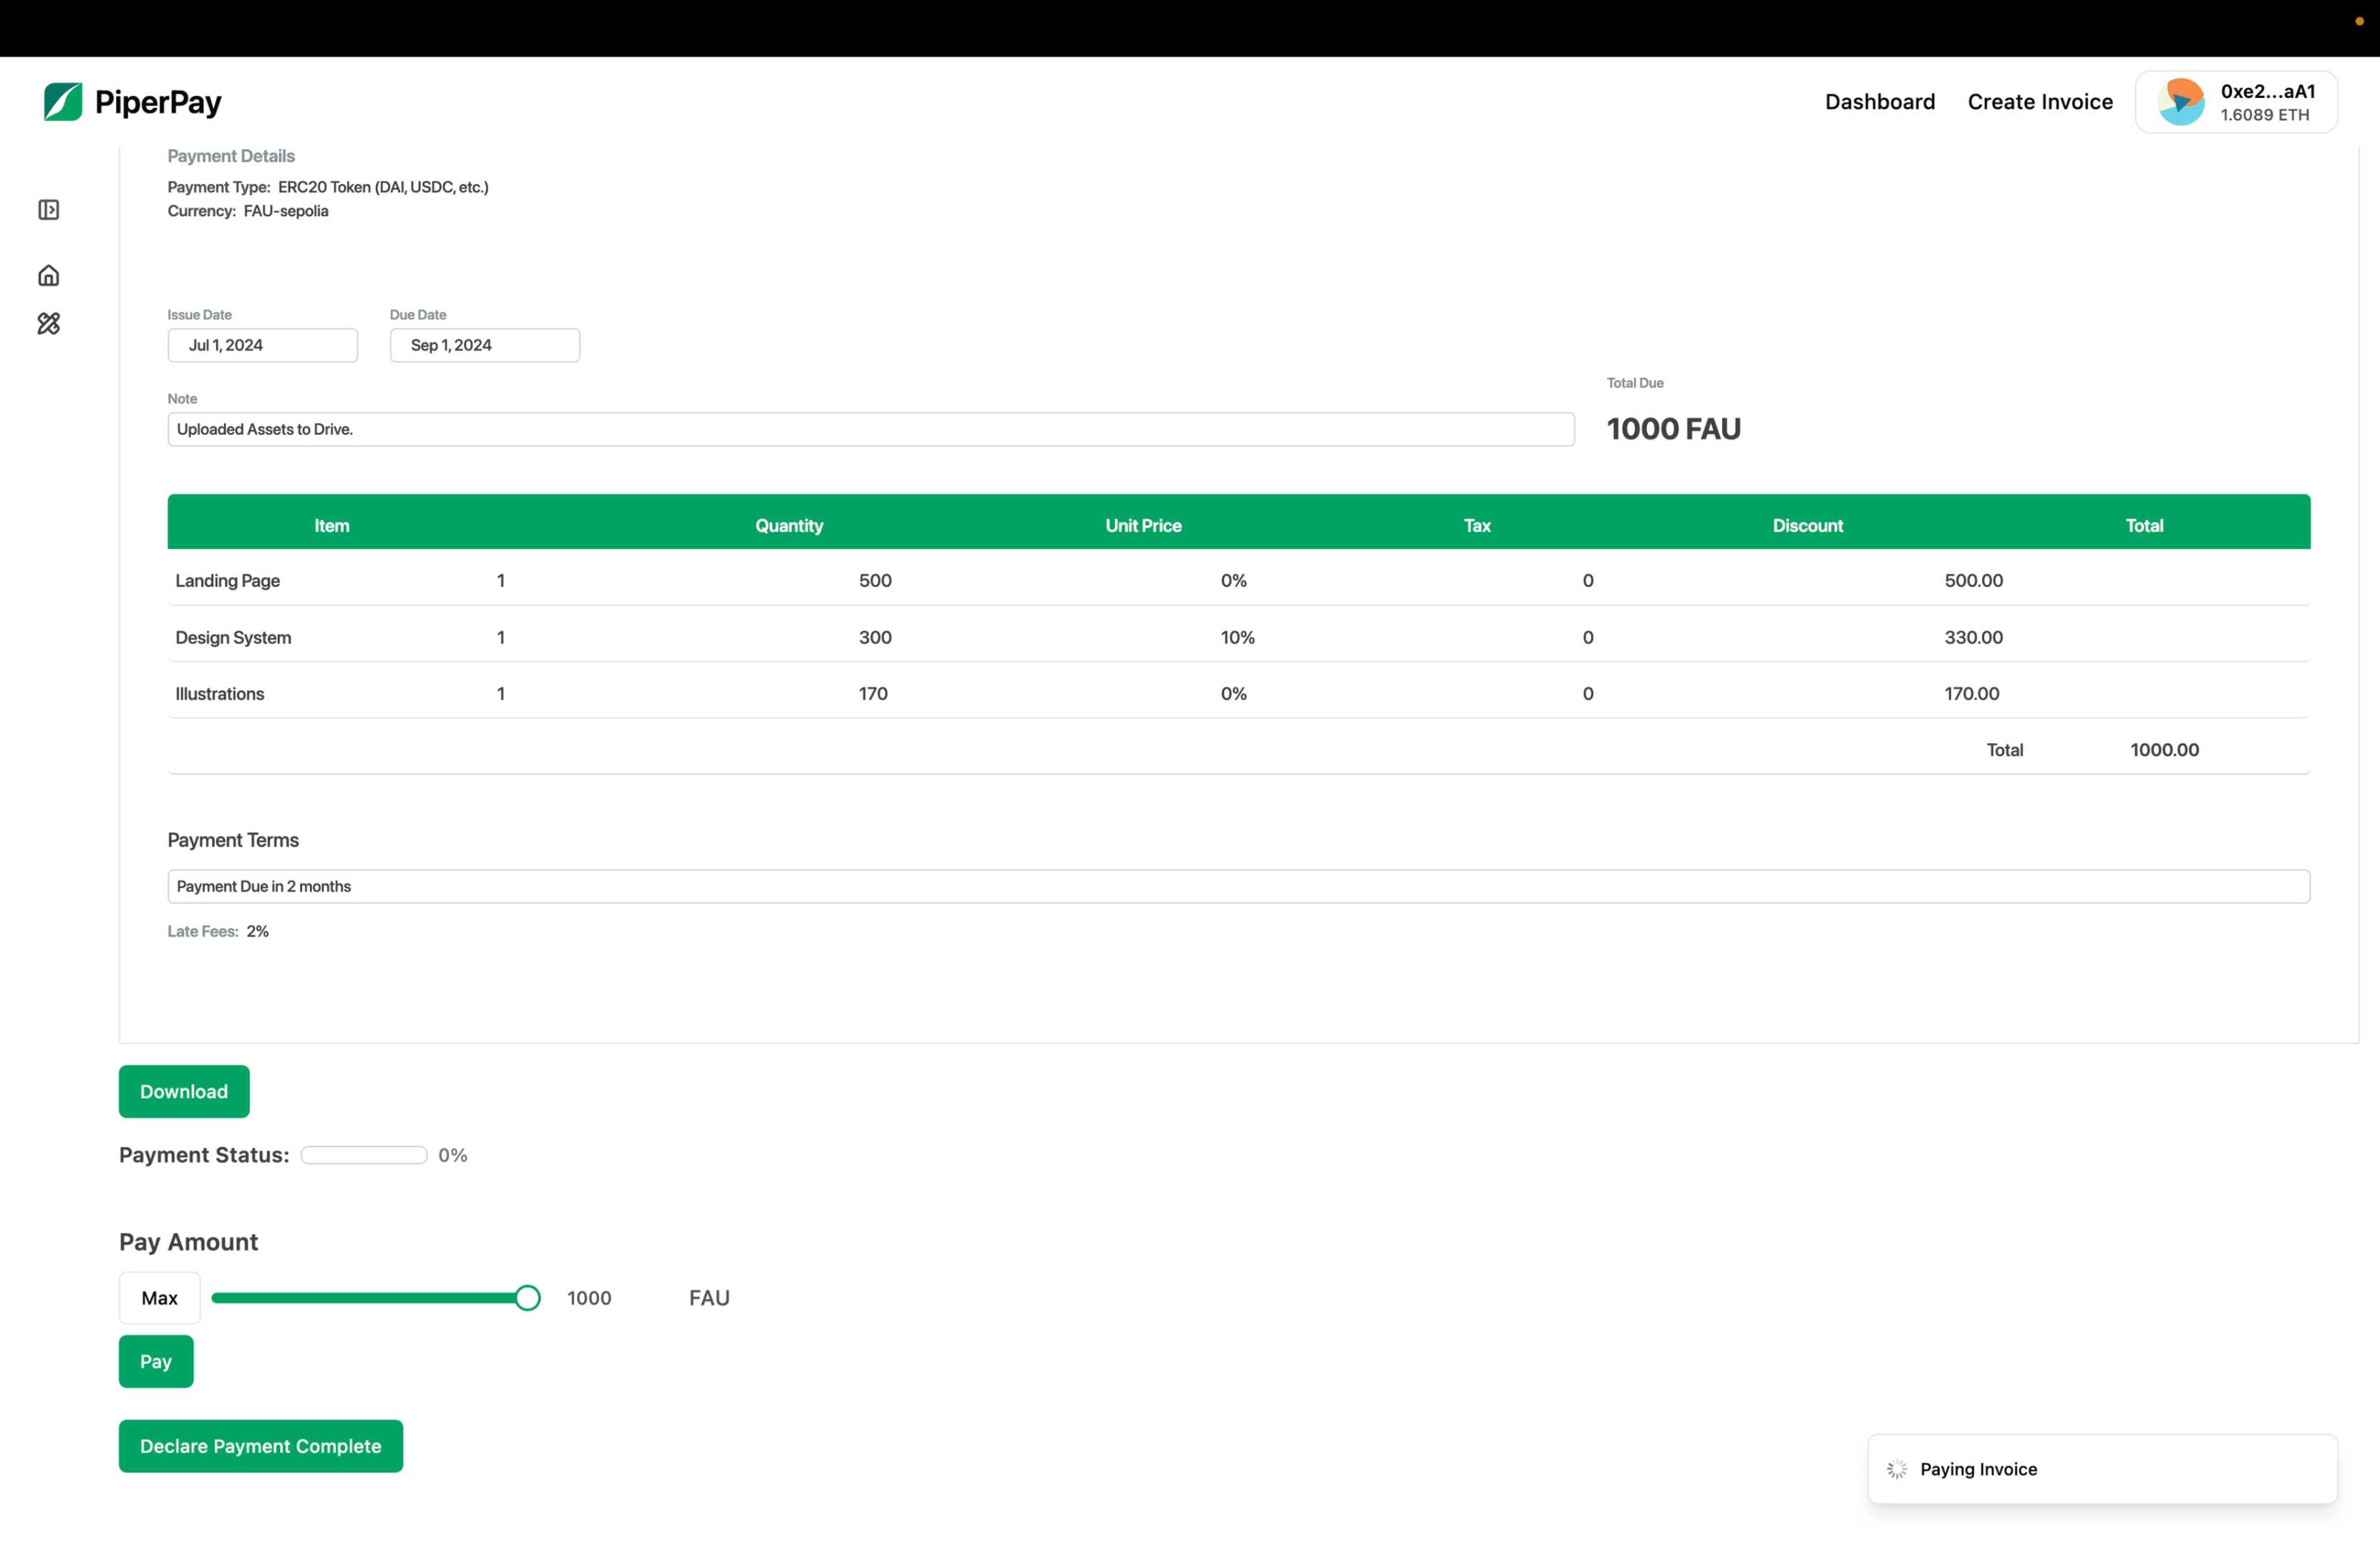 PiperPay
Dashboard Create Invoice 0xe2...aA1
1.6089 ETH
Payment Details
Payment Type: ERC20 Token (DAI, USDC, etc.)
Currency: FAU-sepolia
Issue Date Due Date
Jul 1, 2024 Sep 1, 2024
Total Due
Note
Uploaded Assets to Drive. 1000 FAU
Item Quantity Unit Price Tax Discount Total
Landing Page 1 500 0% 0 500.00
Design System 1 300 10% 0 330.00
Illustrations 1 170 0% 0 170.00
Total 1000.00
Payment Terms
Payment Due in 2 months
Late Fees: 2%
Download
Payment Status: 0%
Pay Amount
Max 1000 FAU
Pay
Declare Payment Complete
Paying Invoice